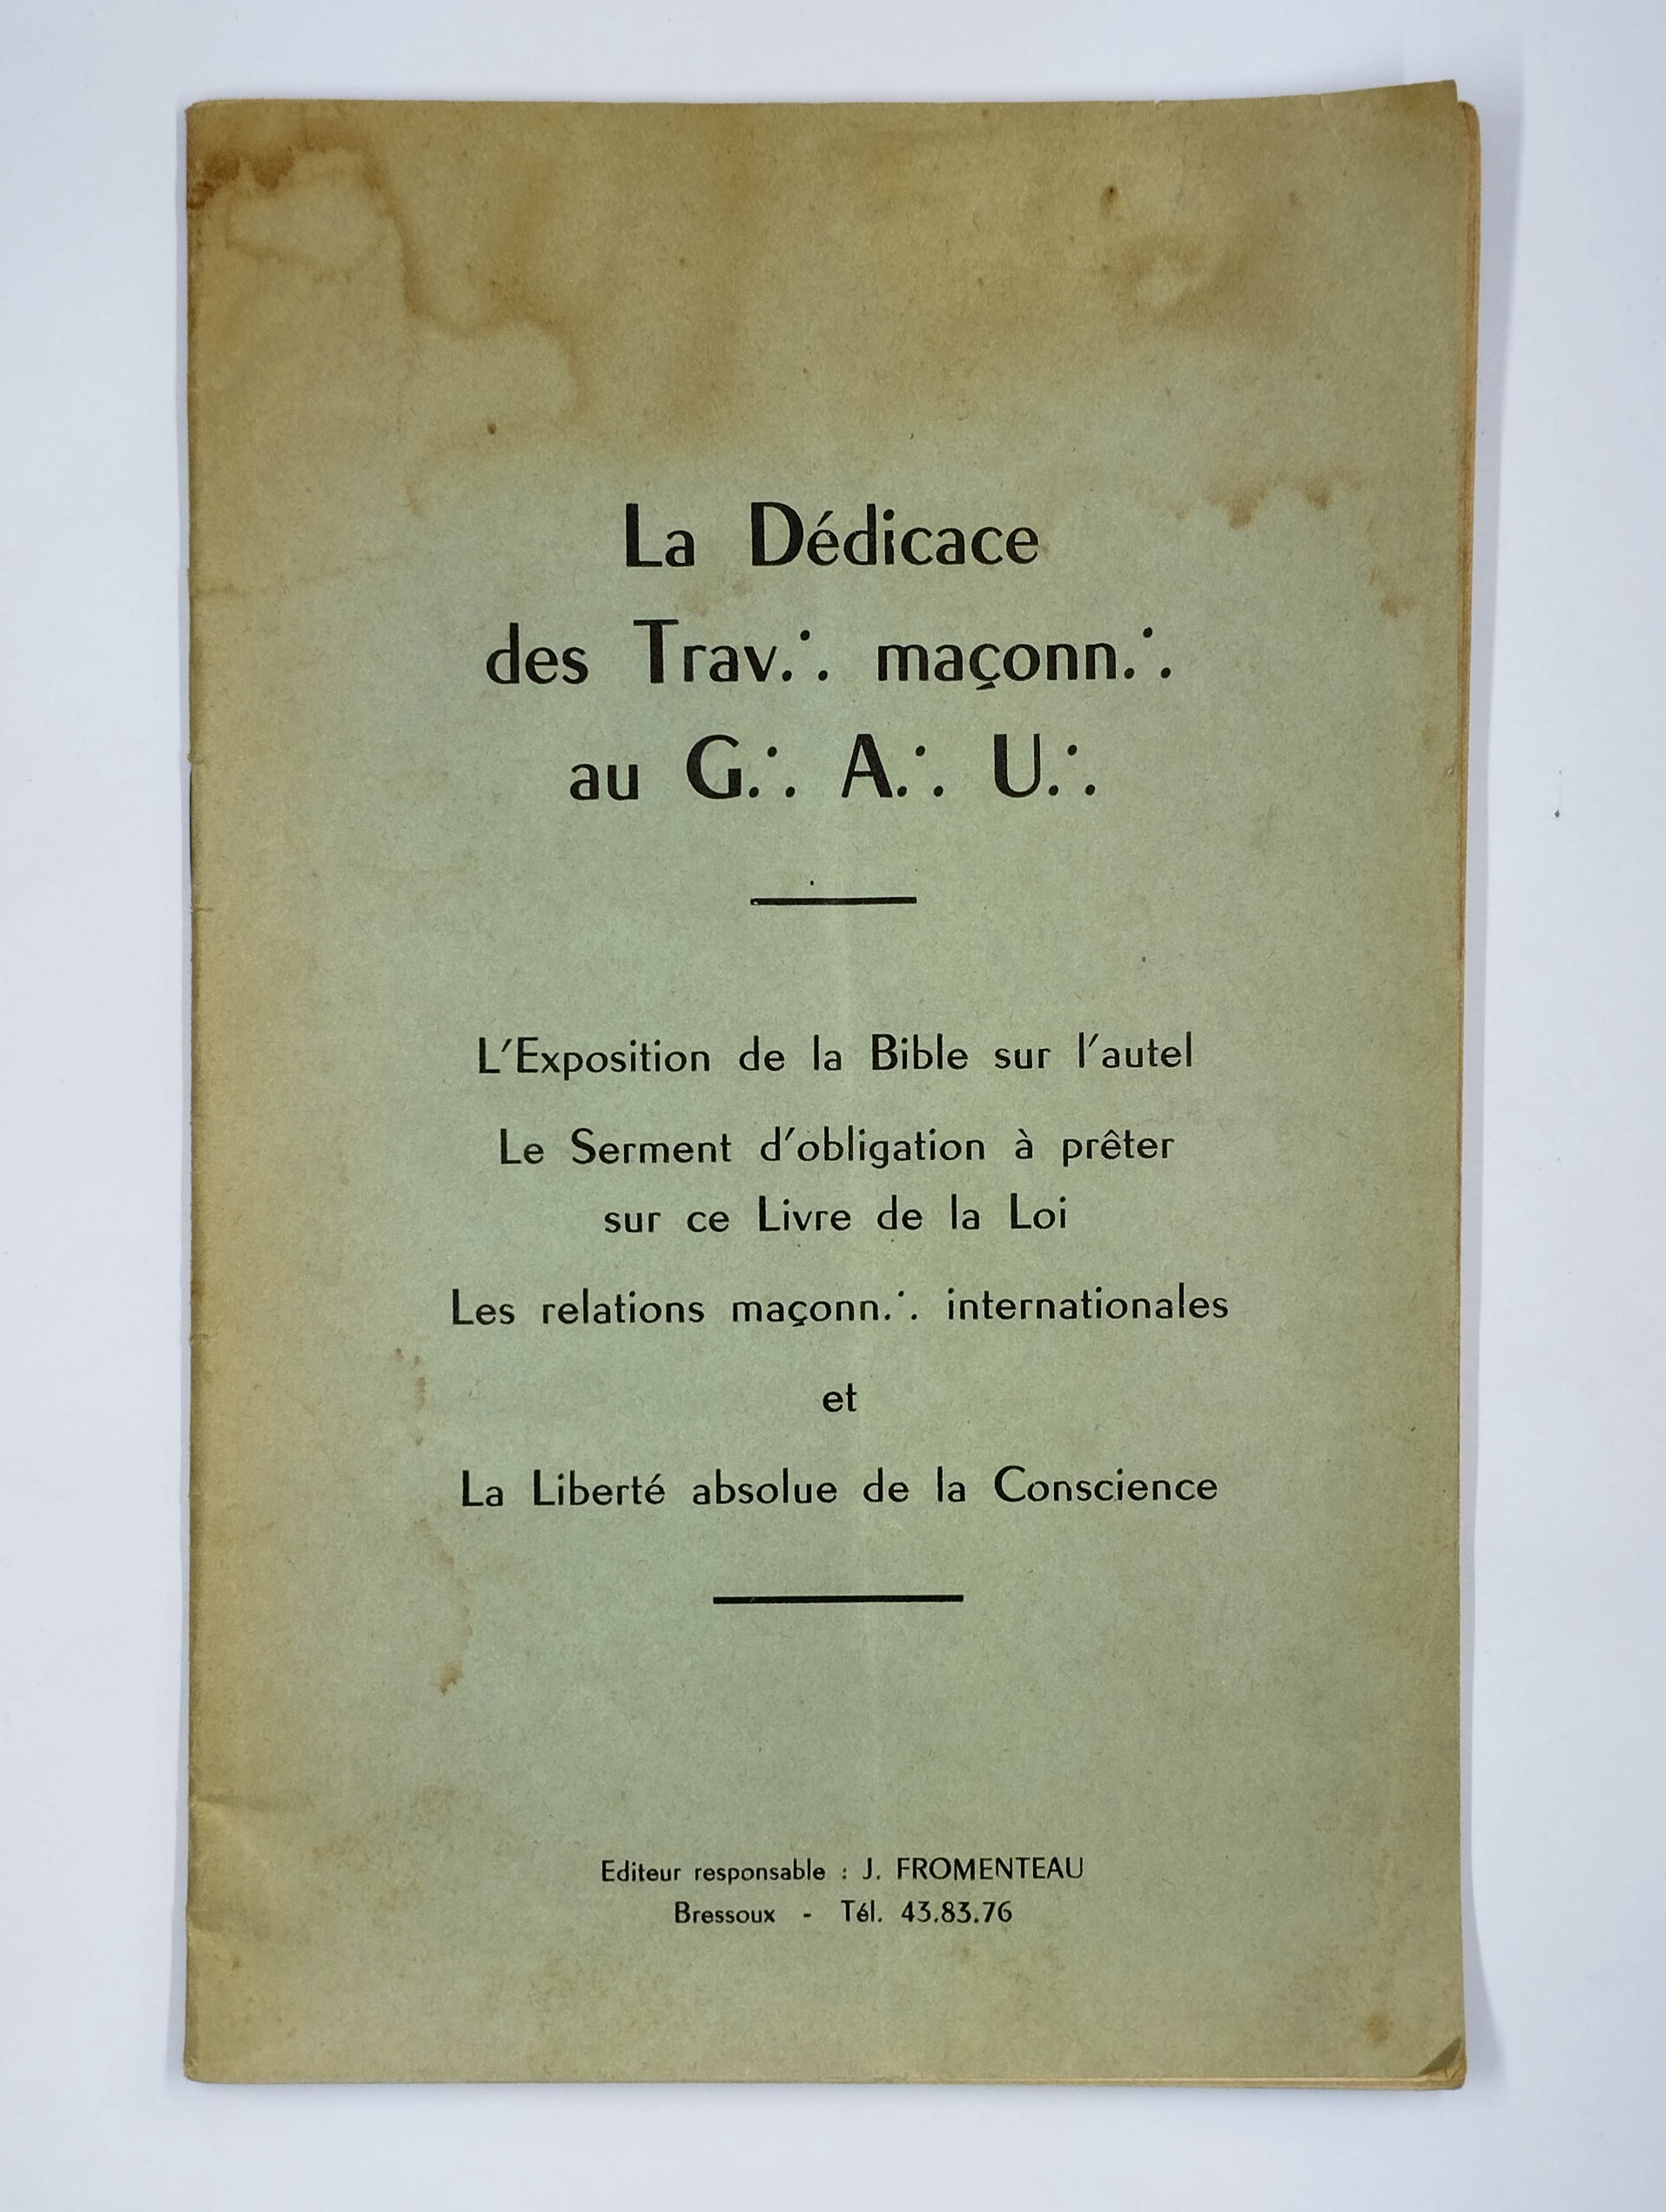 La Dédicace
des Trav.∙. maçonn.∙.
au G.∙. A.∙. U.∙.
L'Exposition de la Bible sur l'autel
Le Serment d'obligation à prêter
sur ce Livre de la Loi
Les relations maçonn.∙. internationales
et
La Liberté absolue de la Conscience
Editeur responsable : J. FROMENTEAU
Bressoux - Tél. 43.83.76